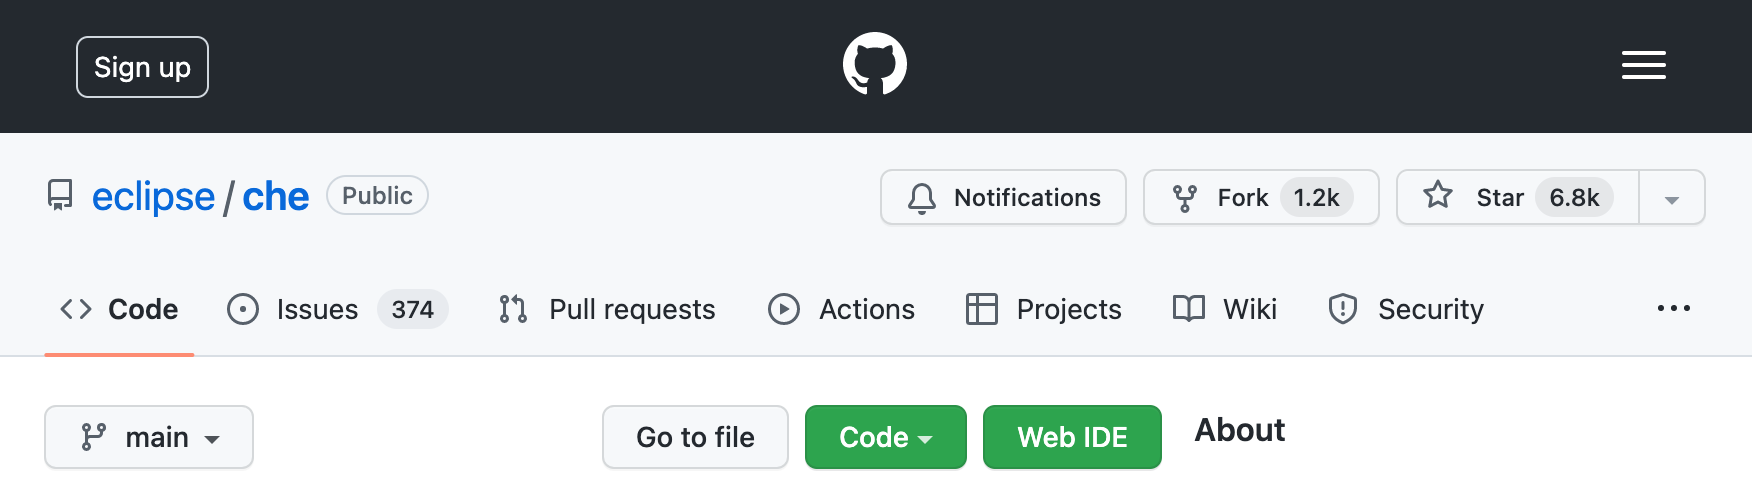 Sign up
eclipse / che Public Notifications Fork 1.2k Star 6.8k
Code Issues 374 Pull requests Actions Projects Wiki Security
main Go to file Code Web IDE About